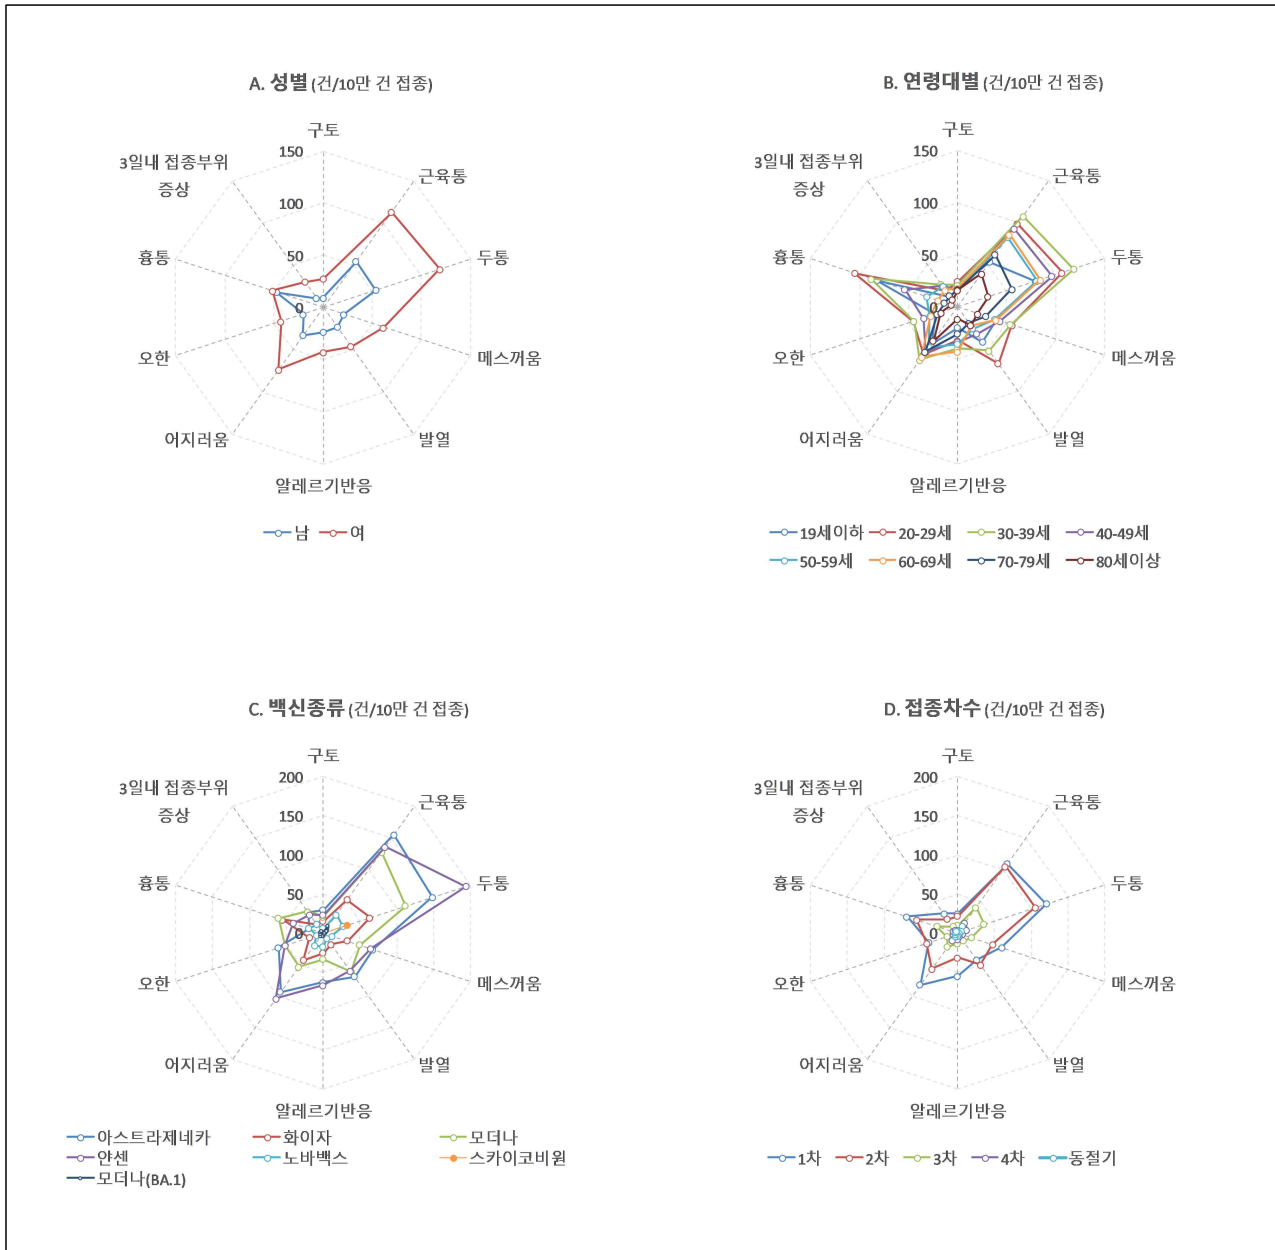 A. 성별 (건/10만 건 접종)
구토
근육통
두통
메스꺼움
발열
알레르기반응
어지러움
오한
흉통
3일내 접종부위
증상
150
100
50
0
남 여
B. 연령대별 (건/10만 건 접종)
구토
근육통
두통
메스꺼움
발열
알레르기반응
어지러움
오한
흉통
3일내 접종부위
증상
150
100
50
0
19세이하 20-29세 30-39세 40-49세
50-59세 60-69세 70-79세 80세이상
C. 백신종류 (건/10만 건 접종)
구토
근육통
두통
메스꺼움
발열
알레르기반응
어지러움
오한
흉통
3일내 접종부위
증상
200
150
100
50
0
아스트라제네카 화이자 모더나
얀센 노바백스 스카이코비원
모더나(BA.1)
D. 접종차수 (건/10만 건 접종)
구토
근육통
두통
메스꺼움
발열
알레르기반응
어지러움
오한
흉통
3일내 접종부위
증상
200
150
100
50
0
1차 2차 3차 4차 동절기